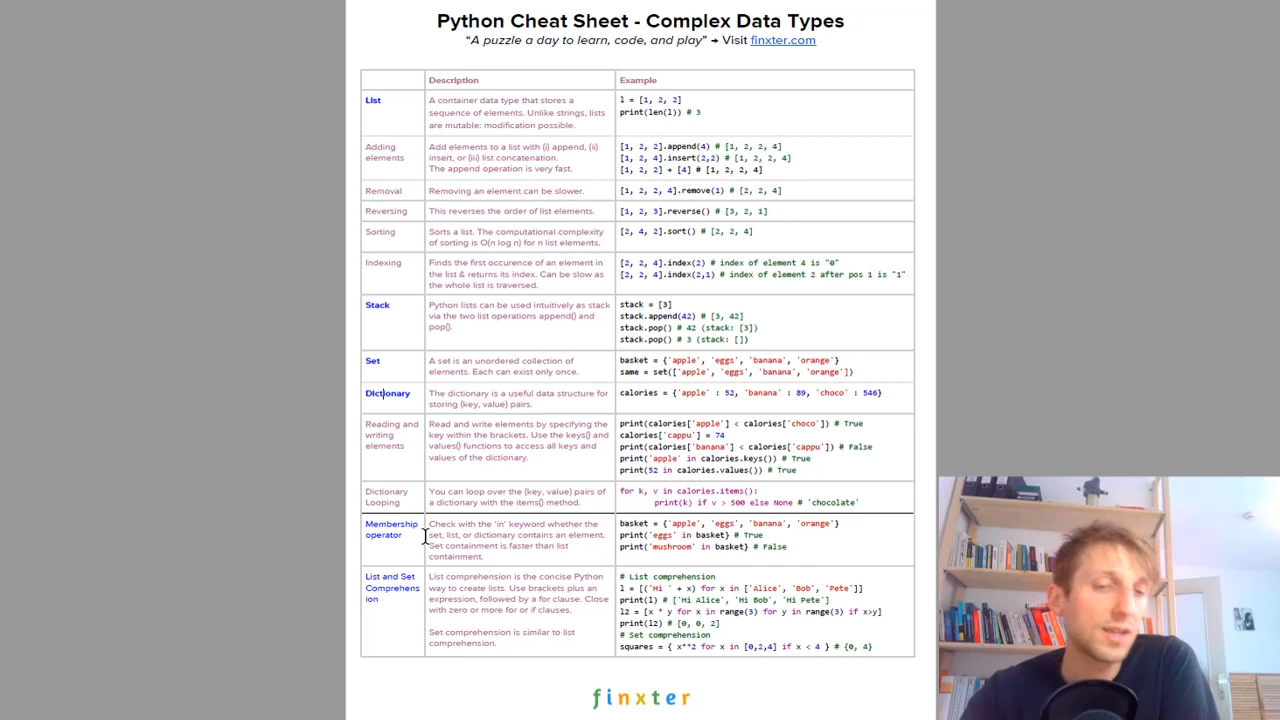 Python Cheat Sheet - Complex Data Types
“A puzzle a day to learn, code, and play” → Visit finxter.com
Description Example
List
A container data type that stores a
sequence of elements. Unlike strings, lists
are mutable: modification possible.
l = [1, 2, 2]
print(len(l)) # 3
Adding
elements
Add elements to a list with (i) append, (ii)
insert, or (iii) list concatenation.
The append operation is very fast.
[1, 2, 2].append(4) # [1, 2, 2, 4]
[1, 2, 4].insert(2,2) # [1, 2, 2, 4]
[1, 2, 2] + [4] # [1, 2, 2, 4]
Removal
Removing an element can be slower.
[1, 2, 2, 4].remove(1) # [2, 2, 4]
Reversing
This reverses the order of list elements.
[1, 2, 3].reverse() # [3, 2, 1]
Sorting
Sorts a list. The computational complexity
of sorting is O(n log n) for n list elements.
[2, 4, 2].sort() # [2, 2, 4]
Indexing
Finds the first occurence of an element in
the list & returns its index. Can be slow as
the whole list is traversed.
[2, 2, 4].index(2) # index of element 4 is "0"
[2, 2, 4].index(2,1) # index of element 2 after pos 1 is "1"
Stack
Python lists can be used intuitively as stack
via the two list operations append() and
pop().
stack = [3]
stack.append(42) # [3, 42]
stack.pop() # 42 (stack: [3])
stack.pop() # 3 (stack: [])
Set
A set is an unordered collection of
elements. Each can exist only once.
basket = {'apple', 'eggs', 'banana', 'orange'}
same = set(['apple', 'eggs', 'banana', 'orange'])
Dictionary
The dictionary is a useful data structure for
storing (key, value) pairs.
calories = {'apple' : 52, 'banana' : 89, 'choco' : 546}
Reading and
writing
elements
Read and write elements by specifying the
key within the brackets. Use the keys() and
values() functions to access all keys and
values of the dictionary.
print(calories['apple'] < calories['choco']) # True
calories['cappu'] = 74
print(calories['banana'] < calories['cappu']) # False
print('apple' in calories.keys()) # True
print(52 in calories.values()) # True
Dictionary
Looping
You can loop over the (key, value) pairs of
a dictionary with the items() method.
for k, v in calories.items():
print(k) if v > 500 else None # 'chocolate'
Membership
operator
Check with the 'in' keyword whether the
set, list, or dictionary contains an element.
Set containment is faster than list
containment.
basket = {'apple', 'eggs', 'banana', 'orange'}
print('eggs' in basket} # True
print('mushroom' in basket} # False
List and Set
Comprehens
ion
List comprehension is the concise Python
way to create lists. Use brackets plus an
expression, followed by a for clause. Close
with zero or more for or if clauses.
Set comprehension is similar to list
comprehension.
# List comprehension
l = [('Hi ' + x) for x in ['Alice', 'Bob', 'Pete']]
print(l) # ['Hi Alice', 'Hi Bob', 'Hi Pete']
l2 = [x * y for x in range(3) for y in range(3) if x>y]
print(l2) # [0, 0, 2]
# Set comprehension
squares = { x**2 for x in [0,2,4] if x < 4 } # {0, 4}
finxter